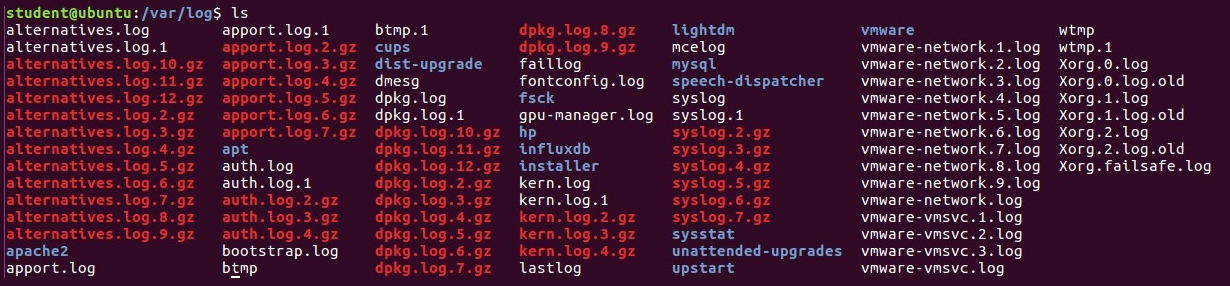 student@ubuntu:/var/log$ ls
alternatives.log apport.log.1 btmp.1 dpkg.log.8.gz lightdm vmware wtmp
alternatives.log.1 apport.log.2.gz cups dpkg.log.9.gz mcelog vmware-network.1.log wtmp.1
alternatives.log.10.gz apport.log.3.gz dist-upgrade faillog mysql vmware-network.2.log Xorg.0.log
alternatives.log.11.gz apport.log.4.gz dmesg fontconfig.log speech-dispatcher vmware-network.3.log Xorg.0.log.old
alternatives.log.12.gz apport.log.5.gz dpkg.log fsck syslog vmware-network.4.log Xorg.1.log
alternatives.log.2.gz apport.log.6.gz dpkg.log.1 gpu-manager.log syslog.1 vmware-network.5.log Xorg.1.log.old
alternatives.log.3.gz apport.log.7.gz dpkg.log.10.gz hp syslog.2.gz vmware-network.6.log Xorg.2.log
alternatives.log.4.gz apt dpkg.log.11.gz influxdb syslog.3.gz vmware-network.7.log Xorg.2.log.old
alternatives.log.5.gz auth.log dpkg.log.12.gz installer syslog.4.gz vmware-network.8.log Xorg.failsafe.log
alternatives.log.6.gz auth.log.1 dpkg.log.2.gz kern.log syslog.5.gz vmware-network.9.log
alternatives.log.7.gz auth.log.2.gz dpkg.log.3.gz kern.log.1 syslog.6.gz vmware-network.log
alternatives.log.8.gz auth.log.3.gz dpkg.log.4.gz kern.log.2.gz syslog.7.gz vmware-vmsvc.1.log
alternatives.log.9.gz auth.log.4.gz dpkg.log.5.gz kern.log.3.gz sysstat vmware-vmsvc.2.log
apache2 bootstrap.log dpkg.log.6.gz kern.log.4.gz unattended-upgrades vmware-vmsvc.3.log
apport.log btmp dpkg.log.7.gz lastlog upstart vmware-vmsvc.log